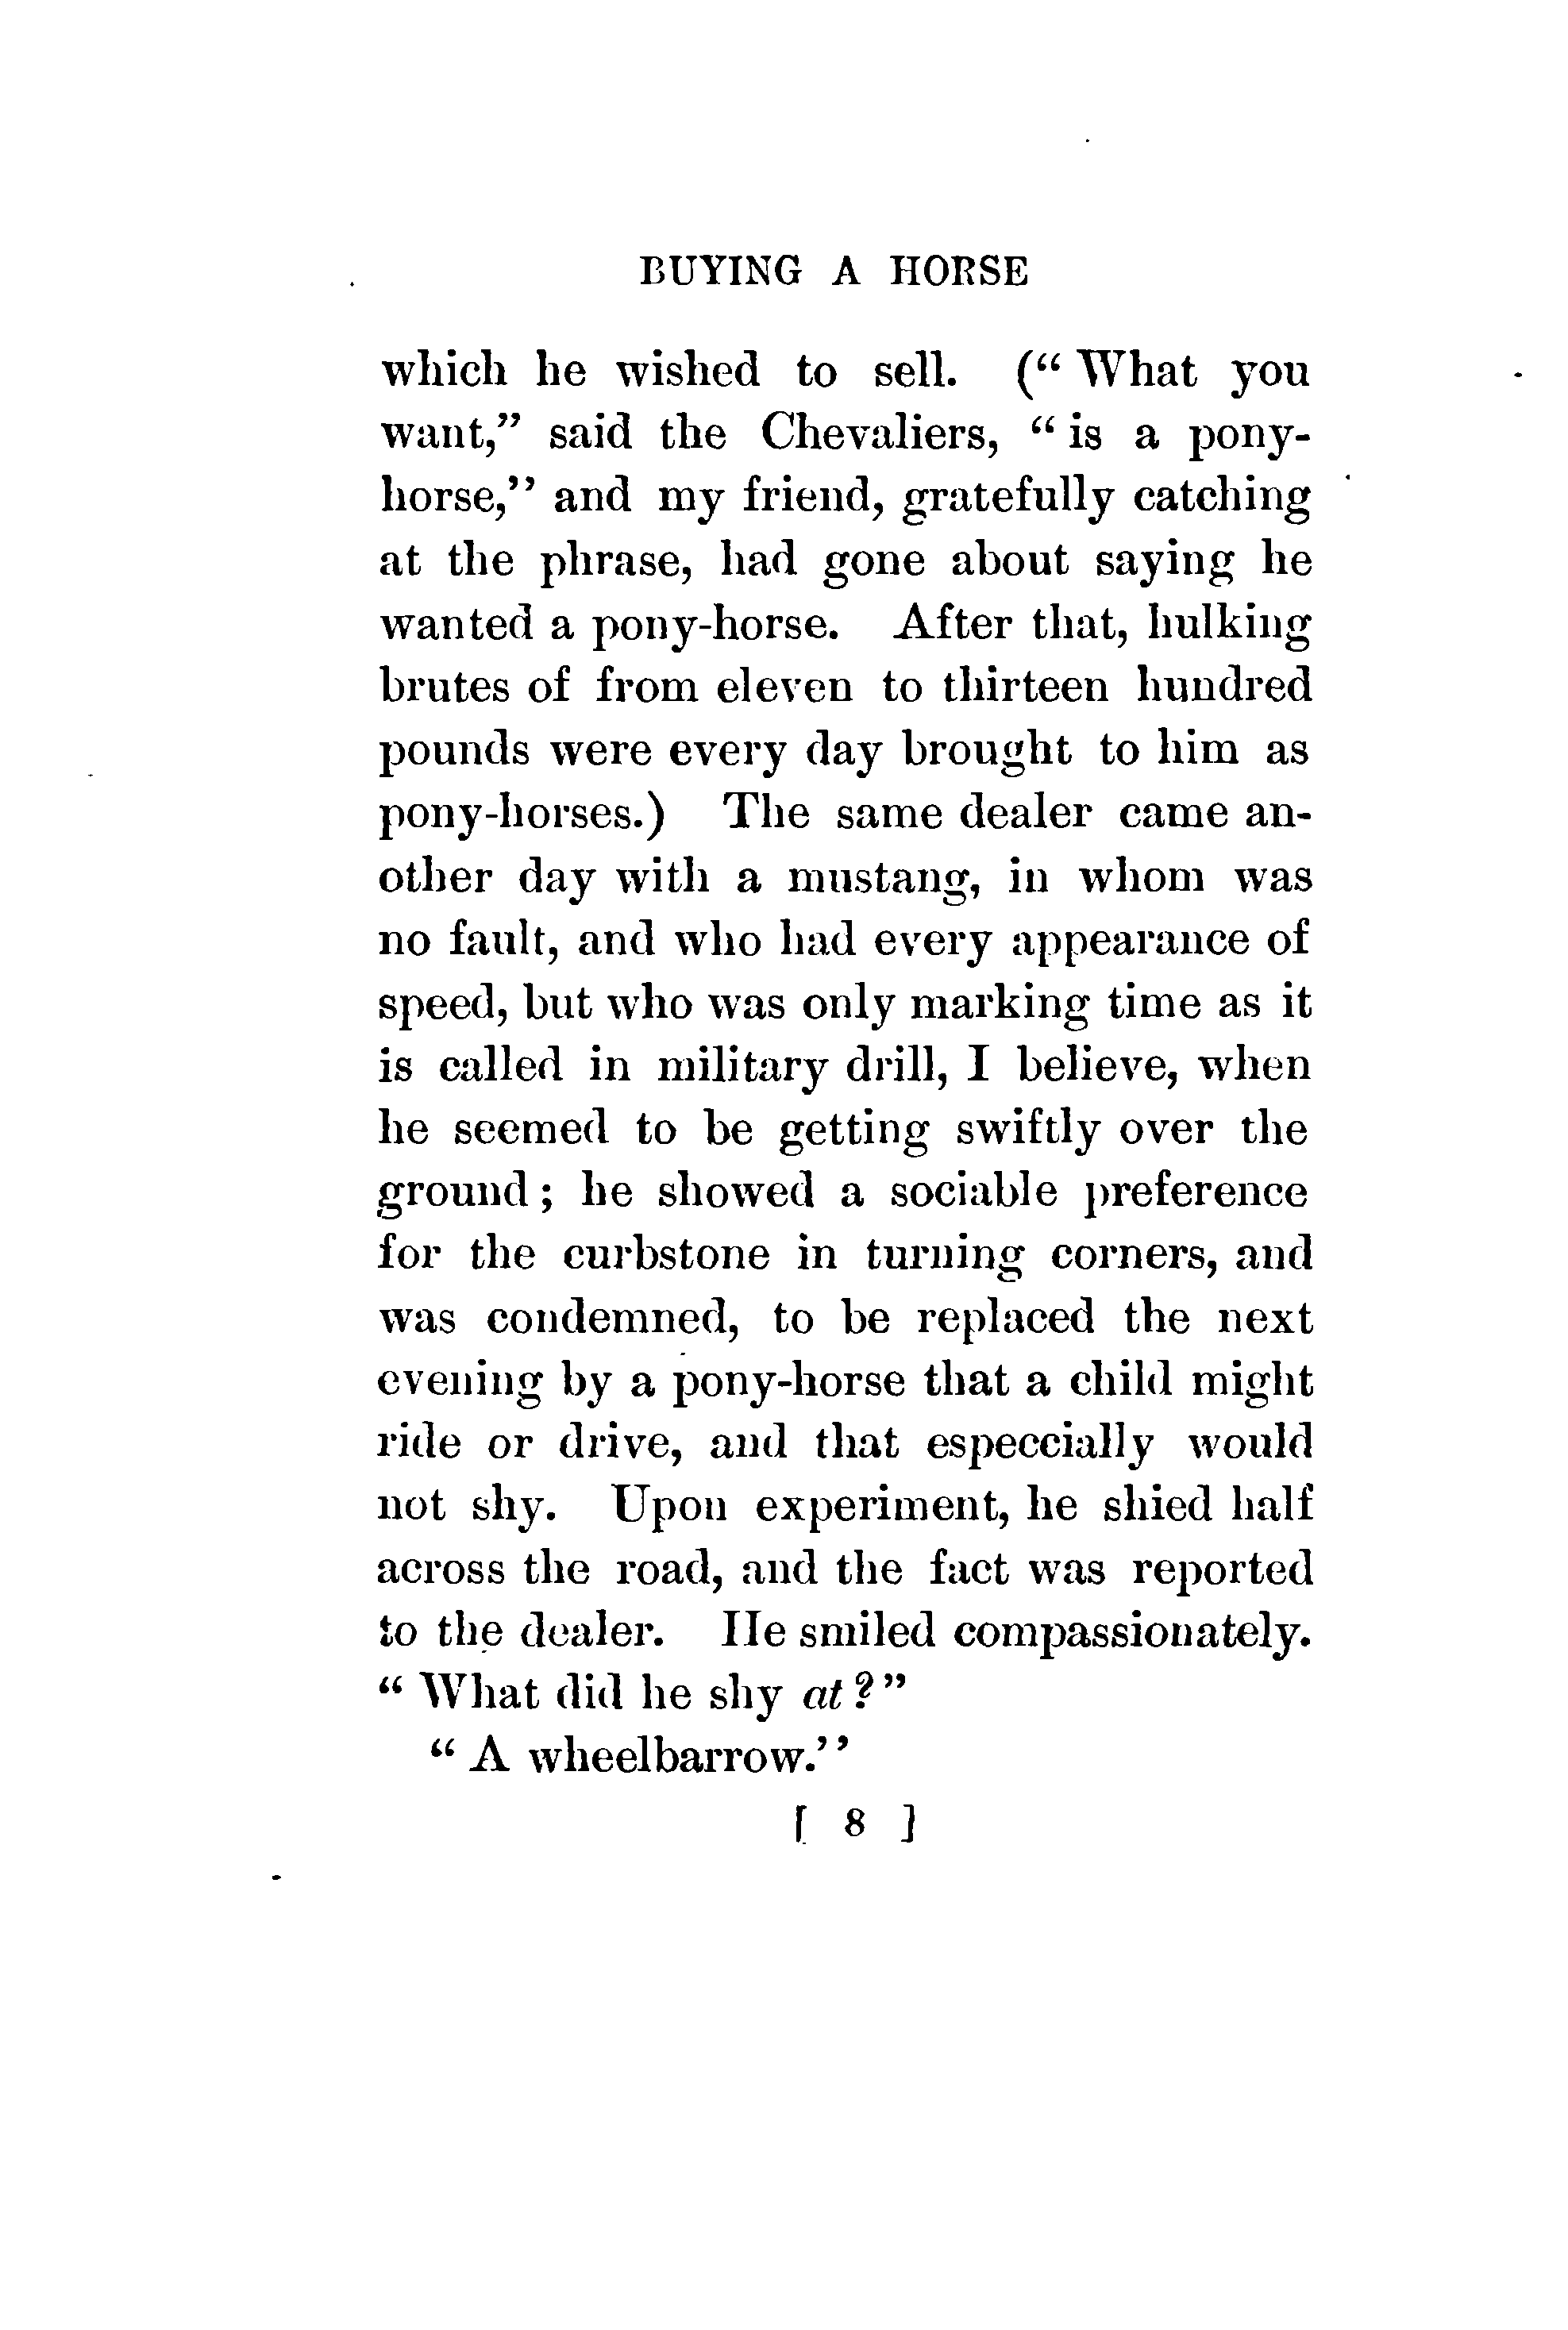 BUYING A HORSE
which he wished to sell. (“ What you
want,” said the Chevaliers, “ is a pony-
horse,” and my friend, gratefully catching
at the phrase, had gone about saying he
wanted a pony-horse. After that, hulking
brutes of from eleven to thirteen hundred
pounds were every day brought to him as
pony-horses.) The same dealer came an-
other day with a mustang, in whom was
no fault, and who had every appearance of
speed, but who was only marking time as it
is called in military drill, I believe, when
he seemed to be getting swiftly over the
ground ; he showed a sociable preference
for the curbstone in turning corners, and
was condemned, to be replaced the next
evening by a pony-horse that a child might
ride or drive, and that especcially would
not shy. Upon experiment, he shied half
across the road, and the fact was reported
to the dealer. He smiled compassionately.
“ What did he shy at ? ”
“ A wheelbarrow.”
[ 8 ]